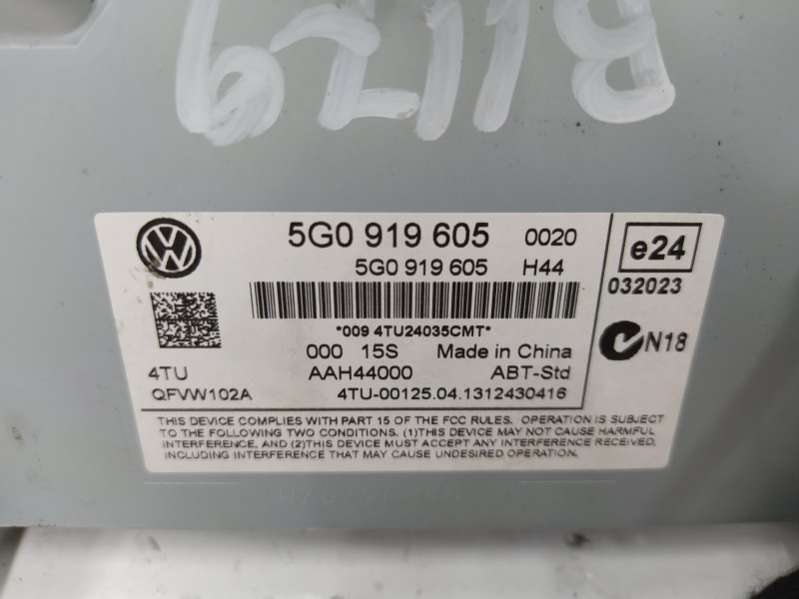 62118
5G0 919 605 0020
5G0 919 605 H44
*009 4TU24035CMT*
000 15S Made in China
4TU AAH44000 ABT-Std
QFVW102A 4TU-00125.04.1312430416
THIS DEVICE COMPLIES WITH PART 15 OF THE FCC RULES. OPERATION IS SUBJECT
TO THE FOLLOWING TWO CONDITIONS. (1)THIS DEVICE MAY NOT CAUSE HARMFUL
INTERFERENCE, AND (2)THIS DEVICE MUST ACCEPT ANY INTERFERENCE RECEIVED,
INCLUDING INTERFERENCE THAT MAY CAUSE UNDESIRED OPERATION.
e24
032023
N18